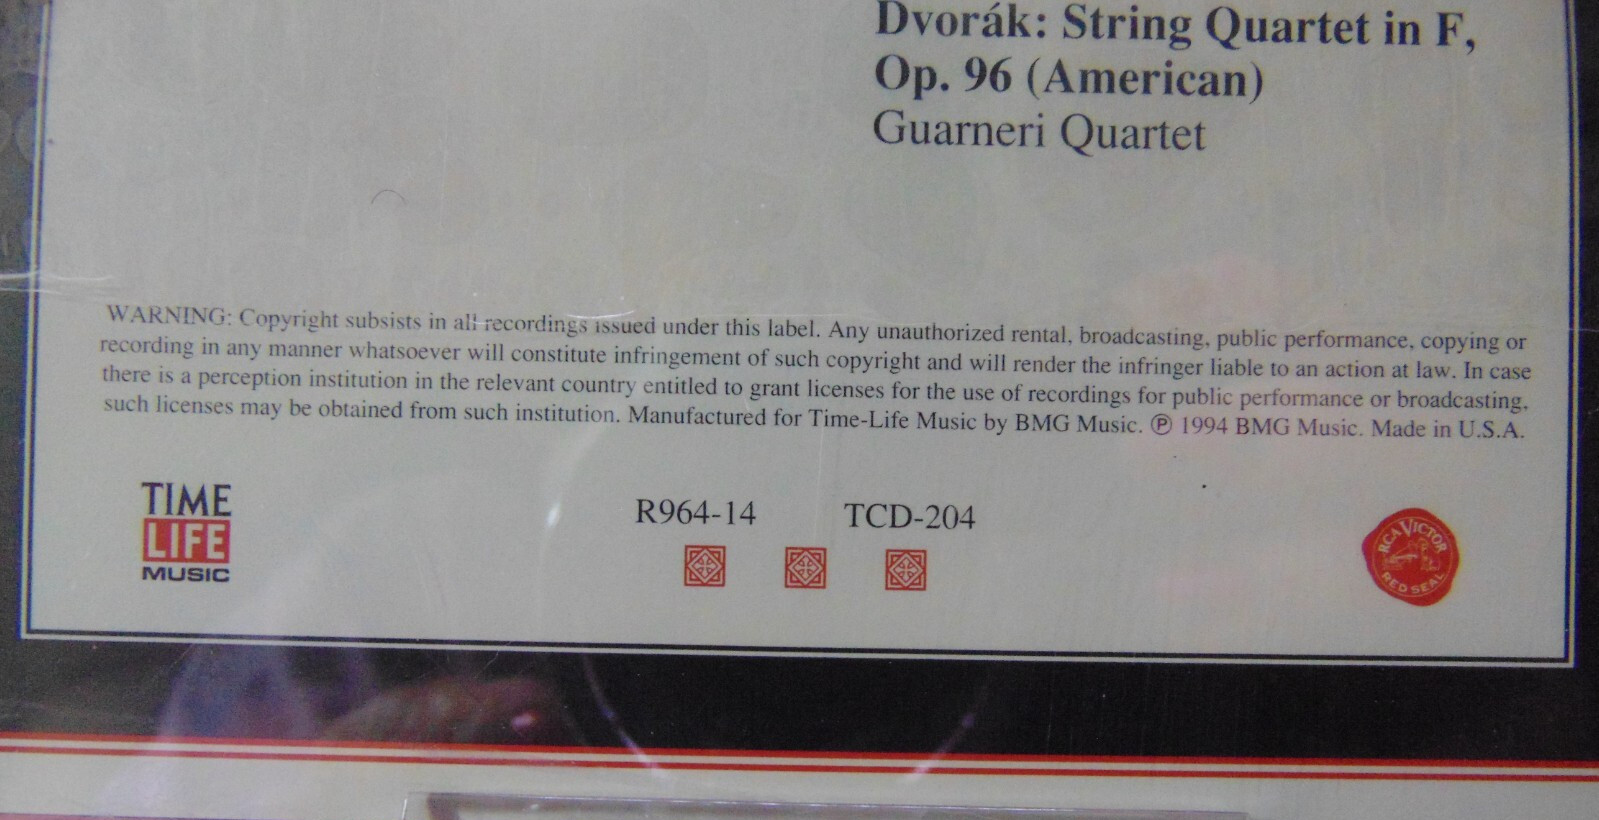 Dvorák: String Quartet in F,
Op. 96 (American)
Guarneri Quartet
WARNING: Copyright subsists in all recordings issued under this label. Any unauthorized rental, broadcasting, public performance, copying or
recording in any manner whatsoever will constitute infringement of such copyright and will render the infringer liable to an action at law. In case
there is a perception institution in the relevant country entitled to grant licenses for the use of recordings for public performance or broadcasting,
such licenses may be obtained from such institution. Manufactured for Time-Life Music by BMG Music. ℗ 1994 BMG Music. Made in U.S.A.
TIME
LIFE
MUSIC
R964-14 TCD-204
RCA VICTOR
RED SEAL